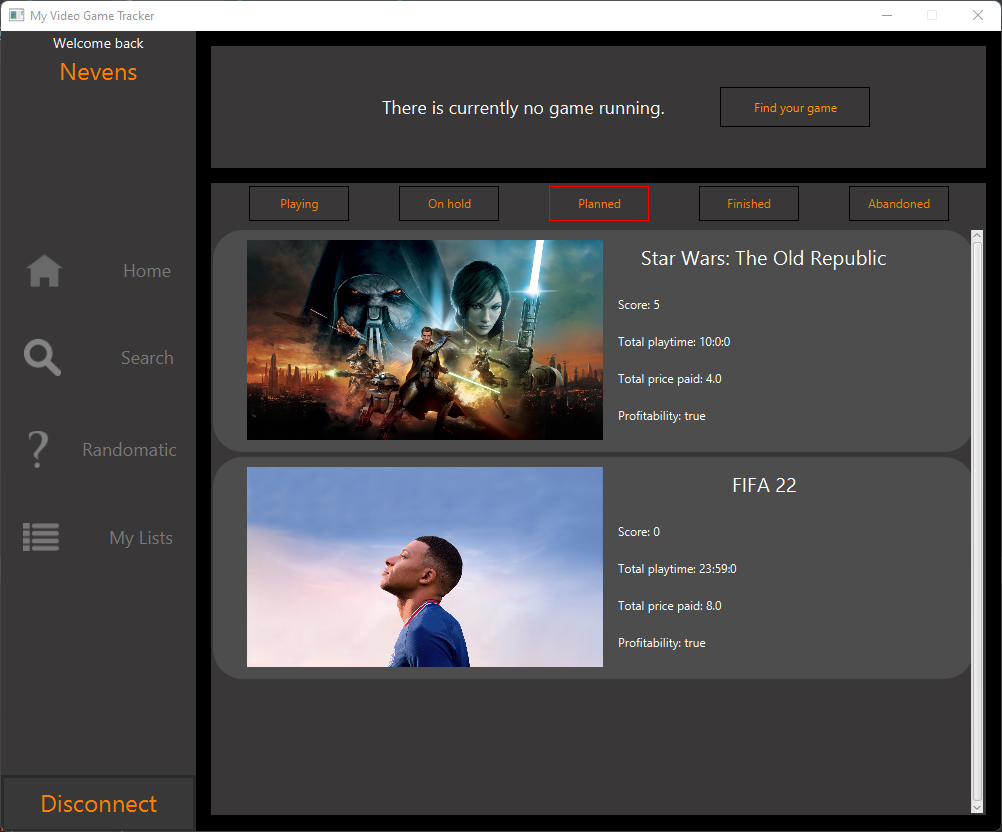 My Video Game Tracker
Welcome back
Nevens
Home
Search
Randomatic
My Lists
Disconnect
There is currently no game running.
Find your game
Playing
On hold
Planned
Finished
Abandoned
Star Wars: The Old Republic
Score: 5
Total playtime: 10:0:0
Total price paid: 4.0
Profitability: true
FIFA 22
Score: 0
Total playtime: 23:59:0
Total price paid: 8.0
Profitability: true